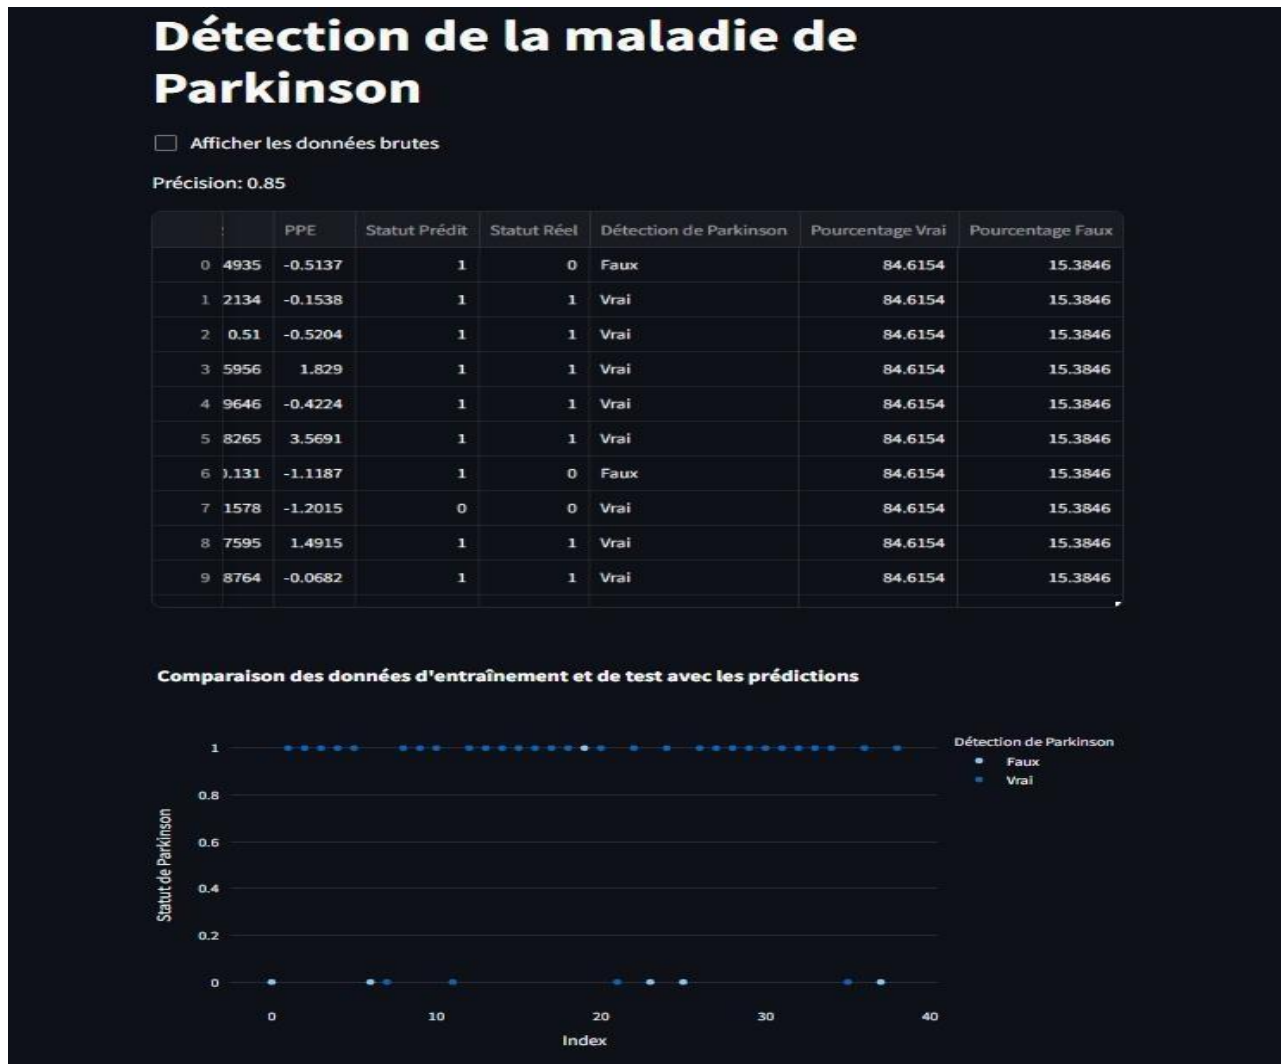 Détection de la maladie de
Parkinson
Afficher les données brutes
Précision: 0.85
PPE Statut Prédit Statut Réel Détection de Parkinson Pourcentage Vrai Pourcentage Faux
0 4935 -0.5137 1 0 Faux 84.6154 15.3846
1 2134 -0.1538 1 1 Vrai 84.6154 15.3846
2 0.51 -0.5204 1 1 Vrai 84.6154 15.3846
3 5956 1.829 1 1 Vrai 84.6154 15.3846
4 9646 -0.4224 1 1 Vrai 84.6154 15.3846
5 8265 3.5691 1 1 Vrai 84.6154 15.3846
6 .131 -1.1187 1 0 Faux 84.6154 15.3846
7 1578 -1.2015 0 0 Vrai 84.6154 15.3846
8 7595 1.4915 1 1 Vrai 84.6154 15.3846
9 8764 -0.0682 1 1 Vrai 84.6154 15.3846
Comparaison des données d'entraînement et de test avec les prédictions
Détection de Parkinson
Faux
Vrai
1
0.8
0.6
0.4
0.2
0
Statut de Parkinson
0 10 20 30 40
Index